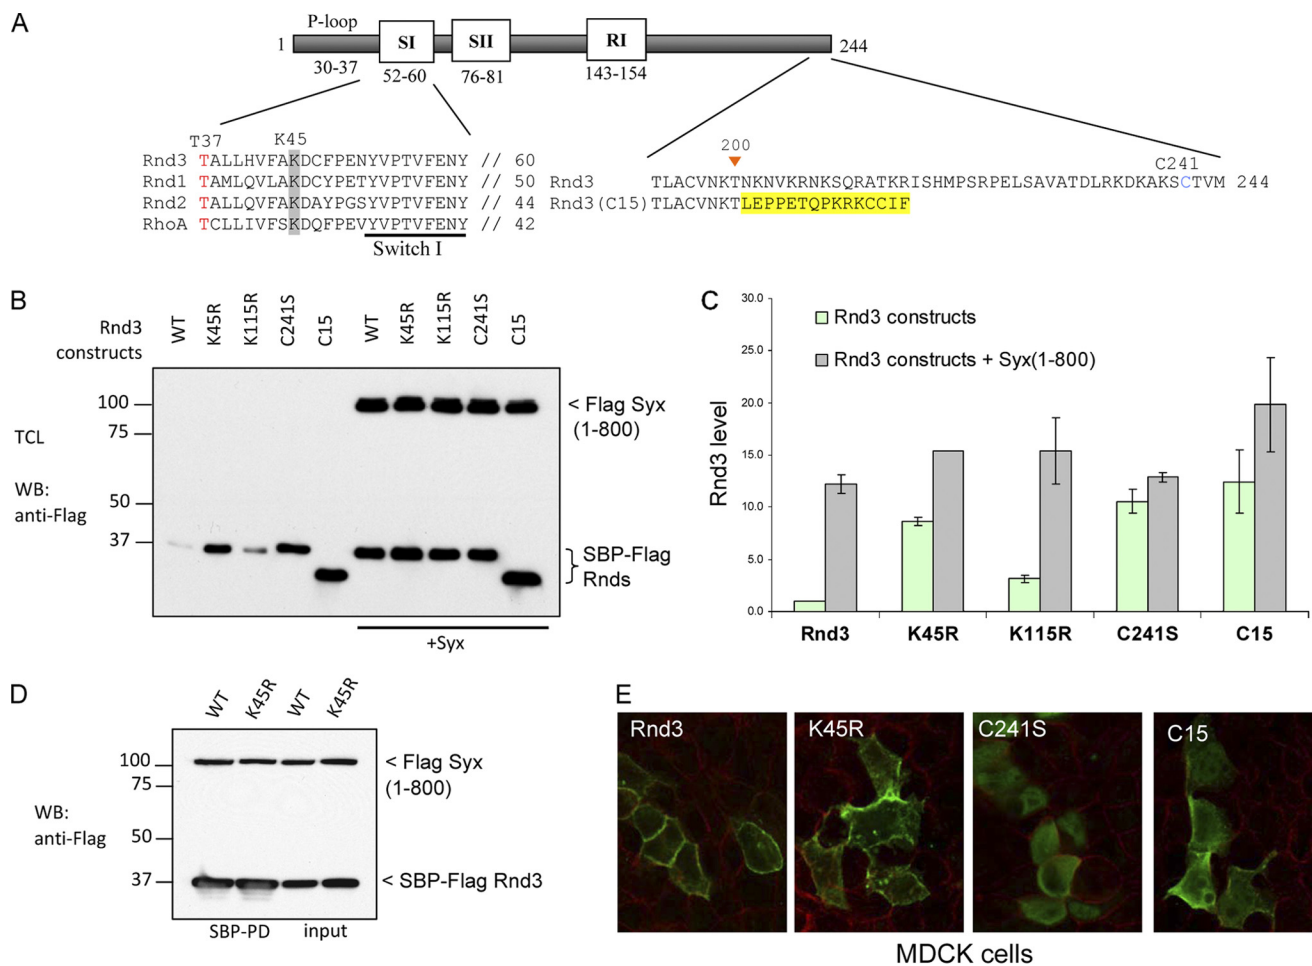 A
P-loop
1 SI SII RI 244
30-37 52-60 76-81 143-154
T37 K45
Rnd3 TALLHVFAKDCFPENYVPTVFENY // 60
Rnd1 TAMLQVLAKDCYPETYVPTVFENY // 50
Rnd2 TALLQVFAKDAYPGSYVPTVFENY // 44
RhoA TCLLIVFSKDQFPEVYVPTVFENY // 42
Switch I
200 C241
Rnd3 TLACVNKTNKNVKRNKSQRATKRISHMPSRPELSAVATDLRKDKAKSCTVM 244
Rnd3(C15) TLACVNKTLEPPETQPKRKCCIF
B
Rnd3 constructs
WT K45R K115R C241S C15 WT K45R K115R C241S C15
100
75
50
37
TCL
WB:
anti-Flag
< Flag Syx
(1-800)
SBP-Flag
Rnds
+Syx
C
Rnd3 level
30.0
25.0
20.0
15.0
10.0
5.0
0.0
Rnd3 constructs
Rnd3 constructs + Syx(1-800)
Rnd3 K45R K115R C241S C15
D
WT K45R WT K45R
100
75
50
37
WB:
anti-Flag
< Flag Syx
(1-800)
< SBP-Flag Rnd3
SBP-PD input
E
Rnd3 K45R C241S C15
MDCK cells